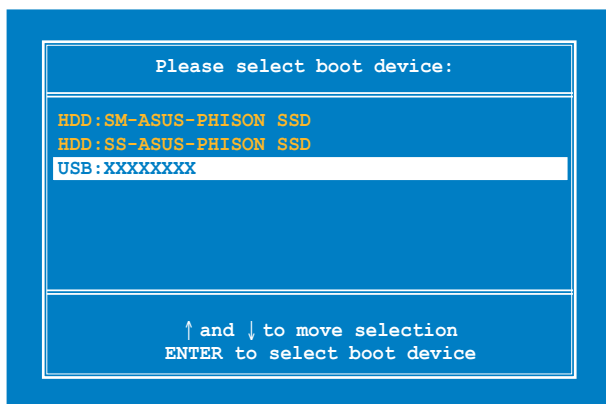 Please select boot device:
HDD:SM-ASUS-PHISON SSD
HDD:SS-ASUS-PHISON SSD
USB:XXXXXXXX
↑ and ↓ to move selection
ENTER to select boot device